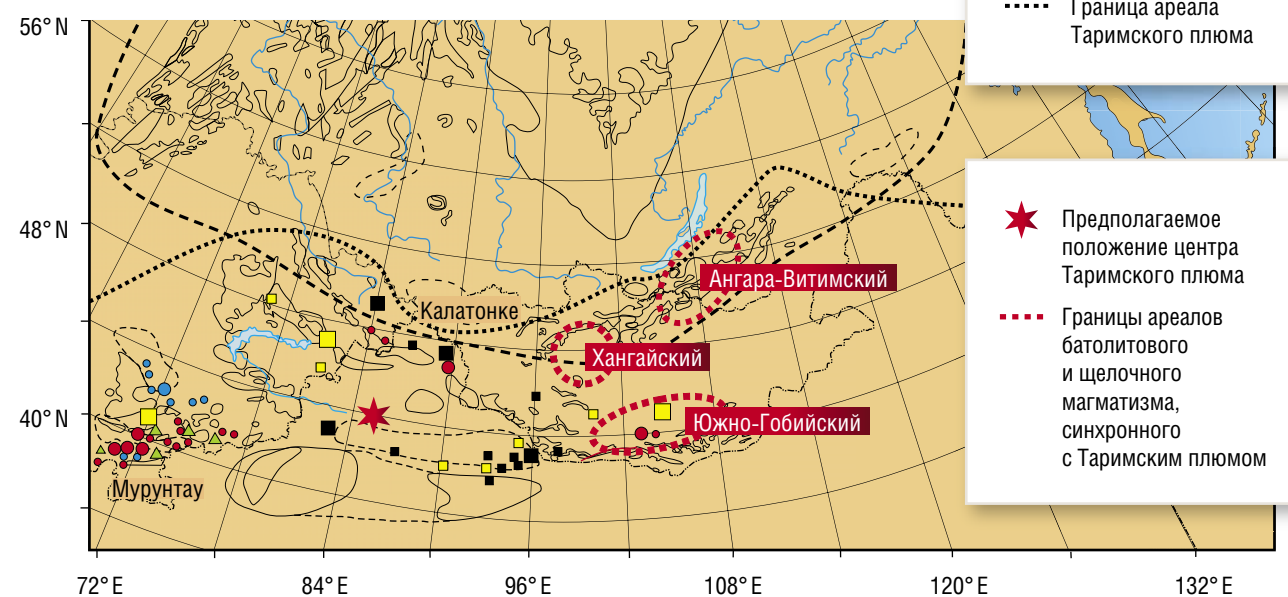 Граница ареала
Таримского плюма
56° N
48° N
40° N
Калатонке
Ангара-Витимский
Хангайский
Южно-Гобийский
Мурунтау
Предполагаемое
положение центра
Таримского плюма
Границы ареалов
батолитового
и щелочного
магматизма,
синхронного
с Таримским плюмом
72° E
84° E
96° E
108° E
120° E
132° E